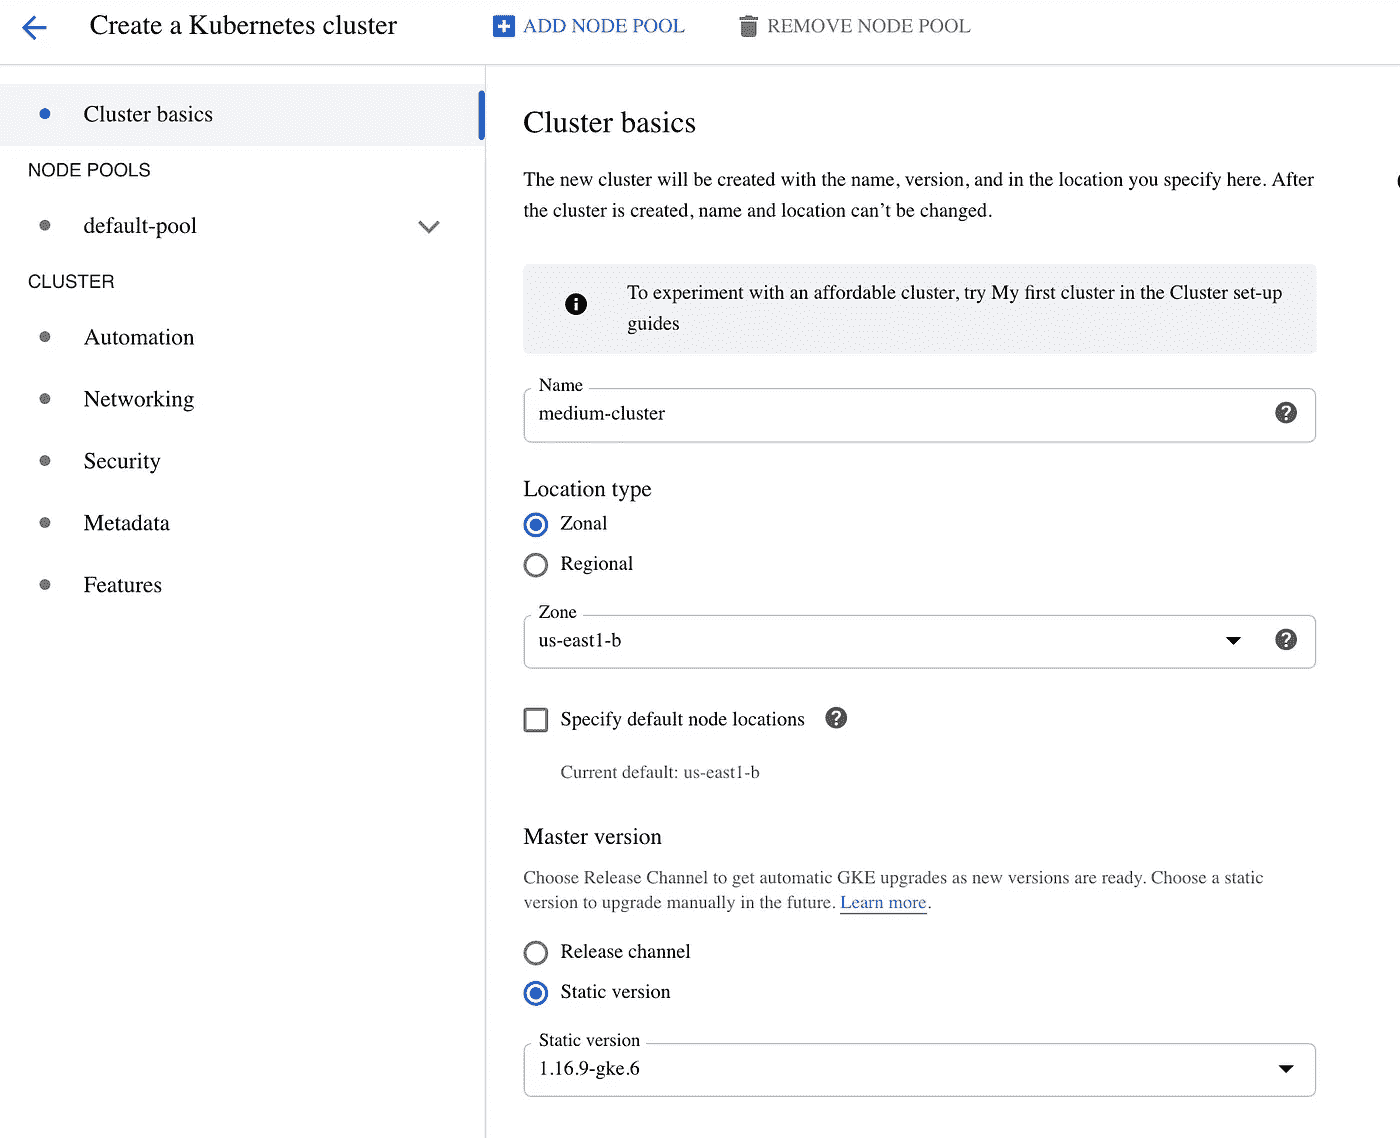 Create a Kubernetes cluster
ADD NODE POOL
REMOVE NODE POOL
Cluster basics
NODE POOLS
default-pool
CLUSTER
Automation
Networking
Security
Metadata
Features
Cluster basics
The new cluster will be created with the name, version, and in the location you specify here. After
the cluster is created, name and location can’t be changed.
To experiment with an affordable cluster, try My first cluster in the Cluster set-up
guides
Name
medium-cluster
Location type
Zonal
Regional
Zone
us-east1-b
Specify default node locations
Current default: us-east1-b
Master version
Choose Release Channel to get automatic GKE upgrades as new versions are ready. Choose a static
version to upgrade manually in the future. Learn more.
Release channel
Static version
Static version
1.16.9-gke.6